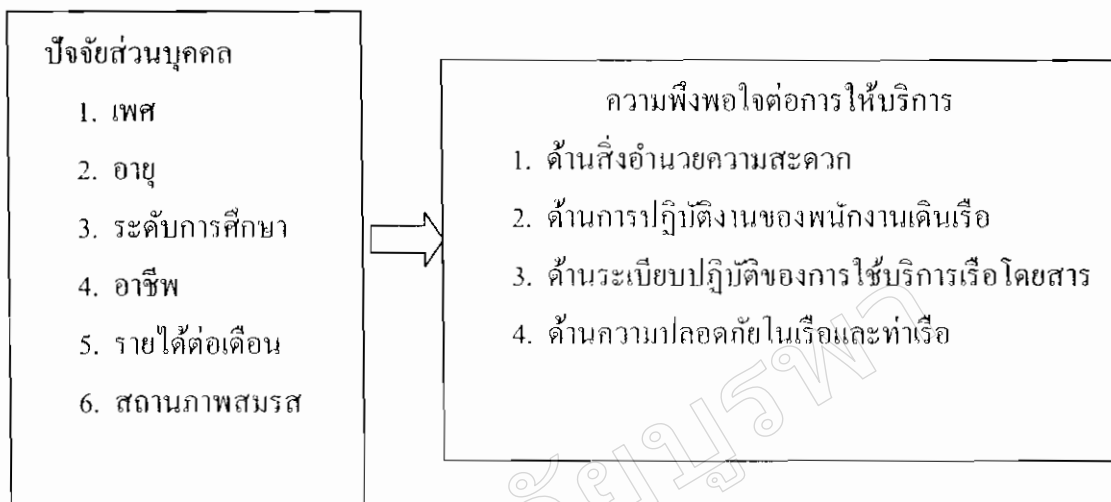 ปัจจัยส่วนบุคคล
1. เพศ
2. อายุ
3. ระดับการศึกษา
4. อาชีพ
5. รายได้ต่อเดือน
6. สถานภาพสมรส
ความพึงพอใจต่อการให้บริการ
1. ด้านสิ่งอำนวยความสะดวก
2. ด้านการปฏิบัติงานของพนักงานเดินเรือ
3. ด้านระเบียบปฏิบัติของการใช้บริการเรือโดยสาร
4. ด้านความปลอดภัยในเรือและท่าเรือ